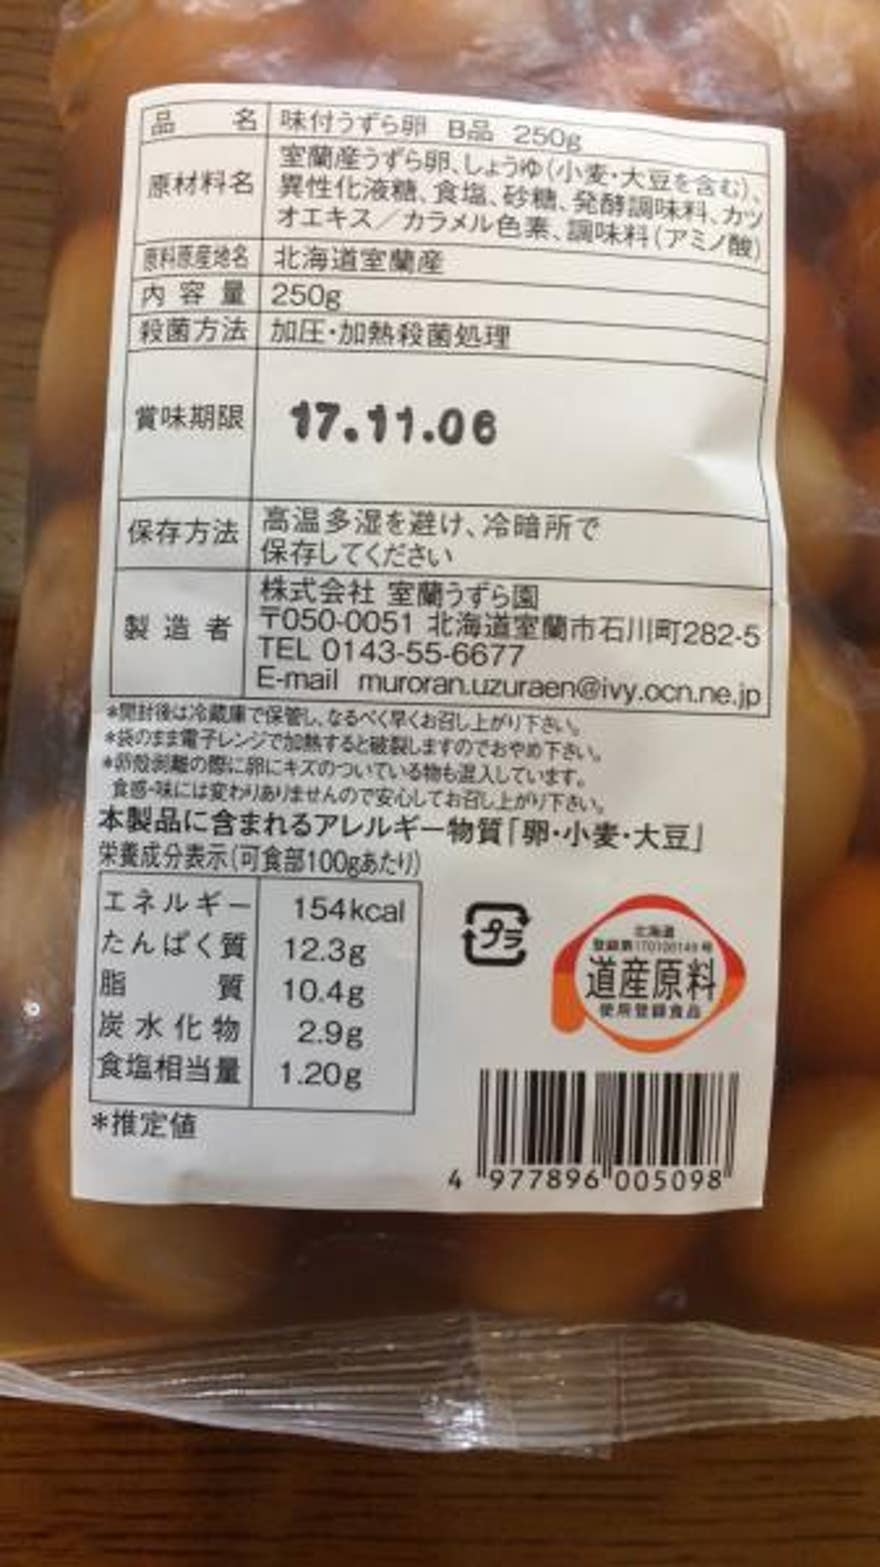 品名 味付うずら卵 B品 250g
原材料名 室蘭産うずら卵、しょうゆ(小麦・大豆を含む)、
異性化液糖、食塩、砂糖、発酵調味料、カツ
オエキス/カラメル色素、調味料(アミノ酸)
原料原産地名 北海道室蘭産
内容量 250g
殺菌方法 加圧・加熱殺菌処理
賞味期限 17.11.06
保存方法 高温多湿を避け、冷暗所で
保存してください
製造者 株式会社 室蘭うずら園
〒050-0051 北海道室蘭市石川町282-5
TEL 0143-55-6677
E-mail muroran.uzuraen@ivy.ocn.ne.jp
*開封後は冷蔵庫で保管し、なるべく早くお召し上がり下さい。
*袋のまま電子レンジで加熱すると破裂しますのでおやめ下さい。
*卵殻剥離の際に卵にキズのついている物も混入しています。
食感・味には変わりありませんので安心してお召し上がり下さい。
本製品に含まれるアレルギー物質「卵・小麦・大豆」
栄養成分表示(可食部100gあたり)
エネルギー 154kcal
たんぱく質 12.3g
脂質 10.4g
炭水化物 2.9g
食塩相当量 1.20g
*推定値
プラ
北海道
道産原料
使用登録食品
4 977896 005098